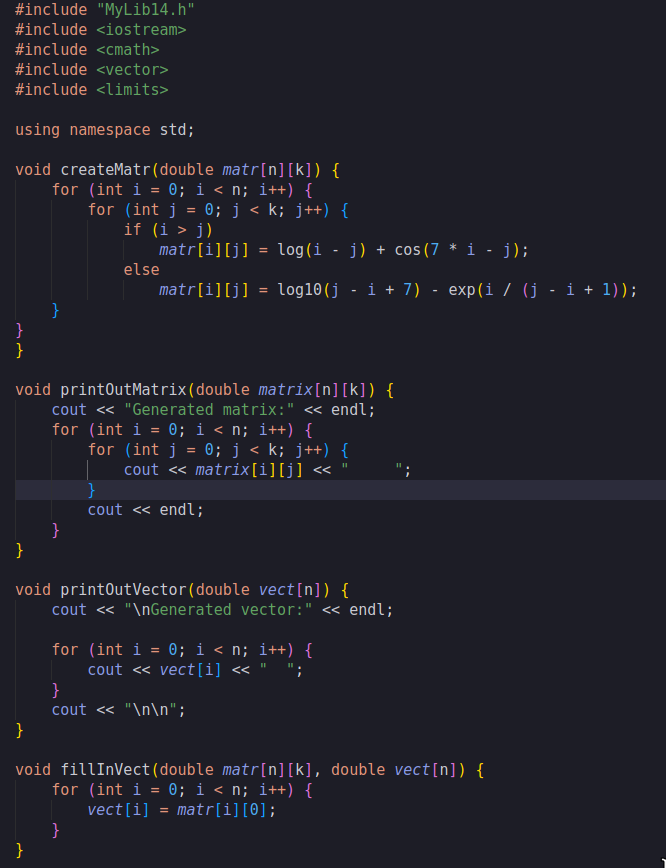 #include "MyLib14.h"
#include <iostream>
#include <cmath>
#include <vector>
#include <limits>

using namespace std;

void createMatr(double matr[n][k]) {
    for (int i = 0; i < n; i++) {
        for (int j = 0; j < k; j++) {
            if (i > j)
                matr[i][j] = log(i - j) + cos(7 * i - j);
            else
                matr[i][j] = log10(j - i + 7) - exp(i / (j - i + 1));
    }
}
}

void printOutMatrix(double matrix[n][k]) {
    cout << "Generated matrix:" << endl;
    for (int i = 0; i < n; i++) {
        for (int j = 0; j < k; j++) {
            cout << matrix[i][j] << "     ";
        }
        cout << endl;
    }
}

void printOutVector(double vect[n]) {
    cout << "\nGenerated vector:" << endl;

    for (int i = 0; i < n; i++) {
        cout << vect[i] << "  ";
    }
    cout << "\n\n";
}

void fillInVect(double matr[n][k], double vect[n]) {
    for (int i = 0; i < n; i++) {
        vect[i] = matr[i][0];
    }
}